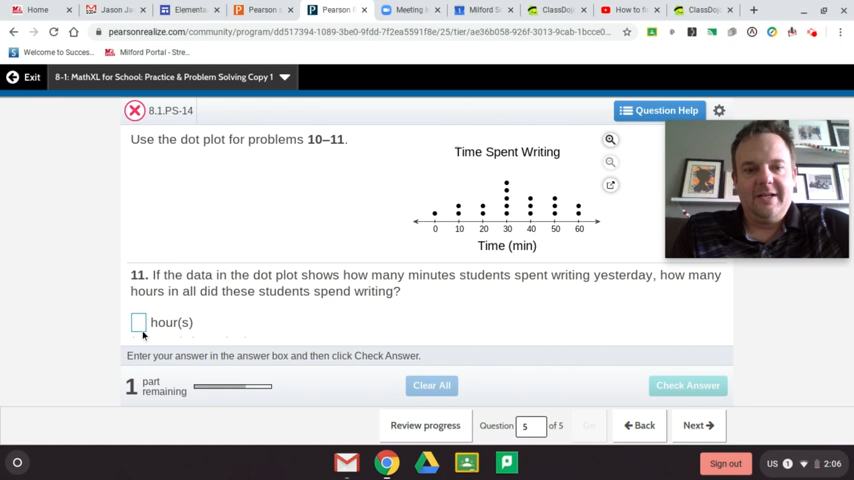 Home
Jason Ja
Elementa
Pearson
Pearson
Meeting
Milford S
ClassDoj
How to fi
ClassDoj
pearsonrealize.com/community/program/dd517394-1089-3be0-9fdd-7f2ea5591f8e/25/tier/ae36b058-926f-3013-9cab-1bcce0...
Welcome to Succes...
Milford Portal - Stre...
Exit
8-1: MathXL for School: Practice & Problem Solving Copy 1
8.1.PS-14
Question Help
Use the dot plot for problems 10–11.
Time Spent Writing
0 10 20 30 40 50 60
Time (min)
11. If the data in the dot plot shows how many minutes students spent writing yesterday, how many
hours in all did these students spend writing?
hour(s)
Enter your answer in the answer box and then click Check Answer.
1 part
remaining
Clear All
Check Answer
Review progress
Question 5 of 5
Go
Back
Next
Sign out
US 1 2:06